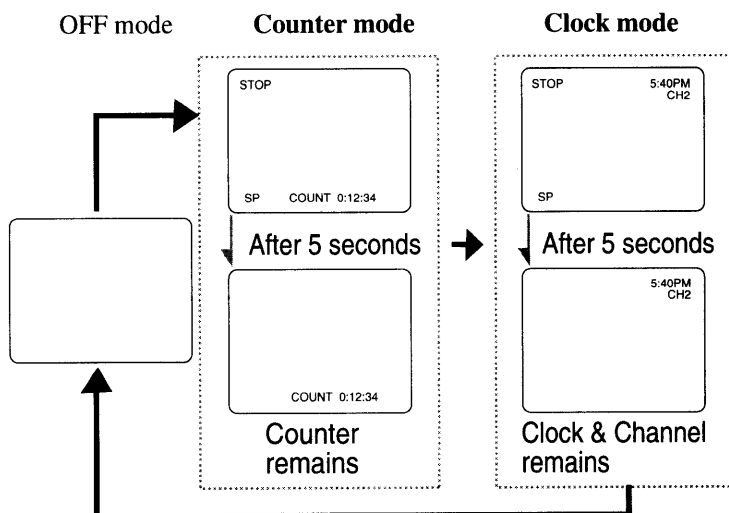 OFF mode
Counter mode
Clock mode
STOP
SP COUNT 0:12:34
After 5 seconds
COUNT 0:12:34
Counter
remains
STOP 5:40PM
CH2
SP
After 5 seconds
5:40PM
CH2
Clock & Channel
remains